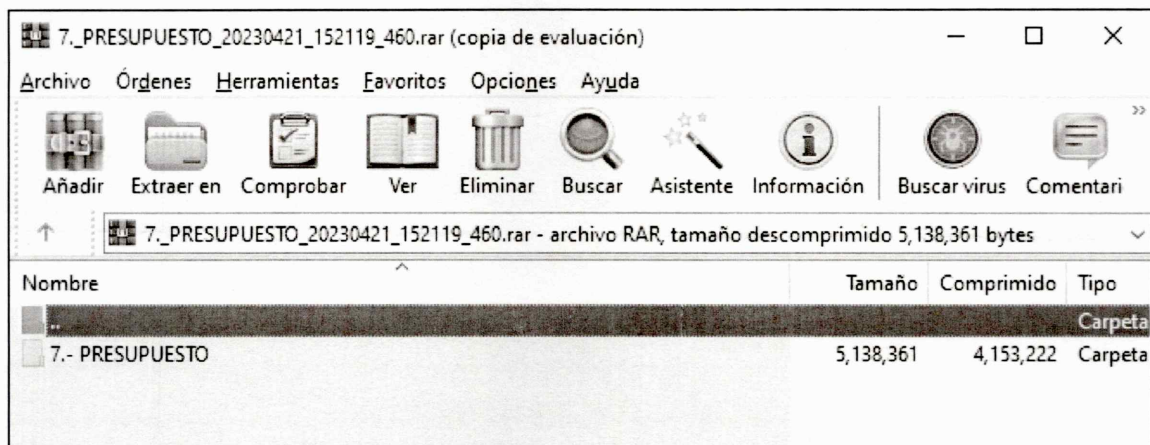 7._PRESUPUESTO_20230421_152119_460.rar (copia de evaluación)
Archivo Órdenes Herramientas Favoritos Opciones Ayuda
Añadir Extraer en Comprobar Ver Eliminar Buscar Asistente Información Buscar virus Comentari
7._PRESUPUESTO_20230421_152119_460.rar - archivo RAR, tamaño descomprimido 5,138,361 bytes
Nombre Tamaño Comprimido Tipo
.. Carpeta
7.- PRESUPUESTO 5,138,361 4,153,222 Carpeta